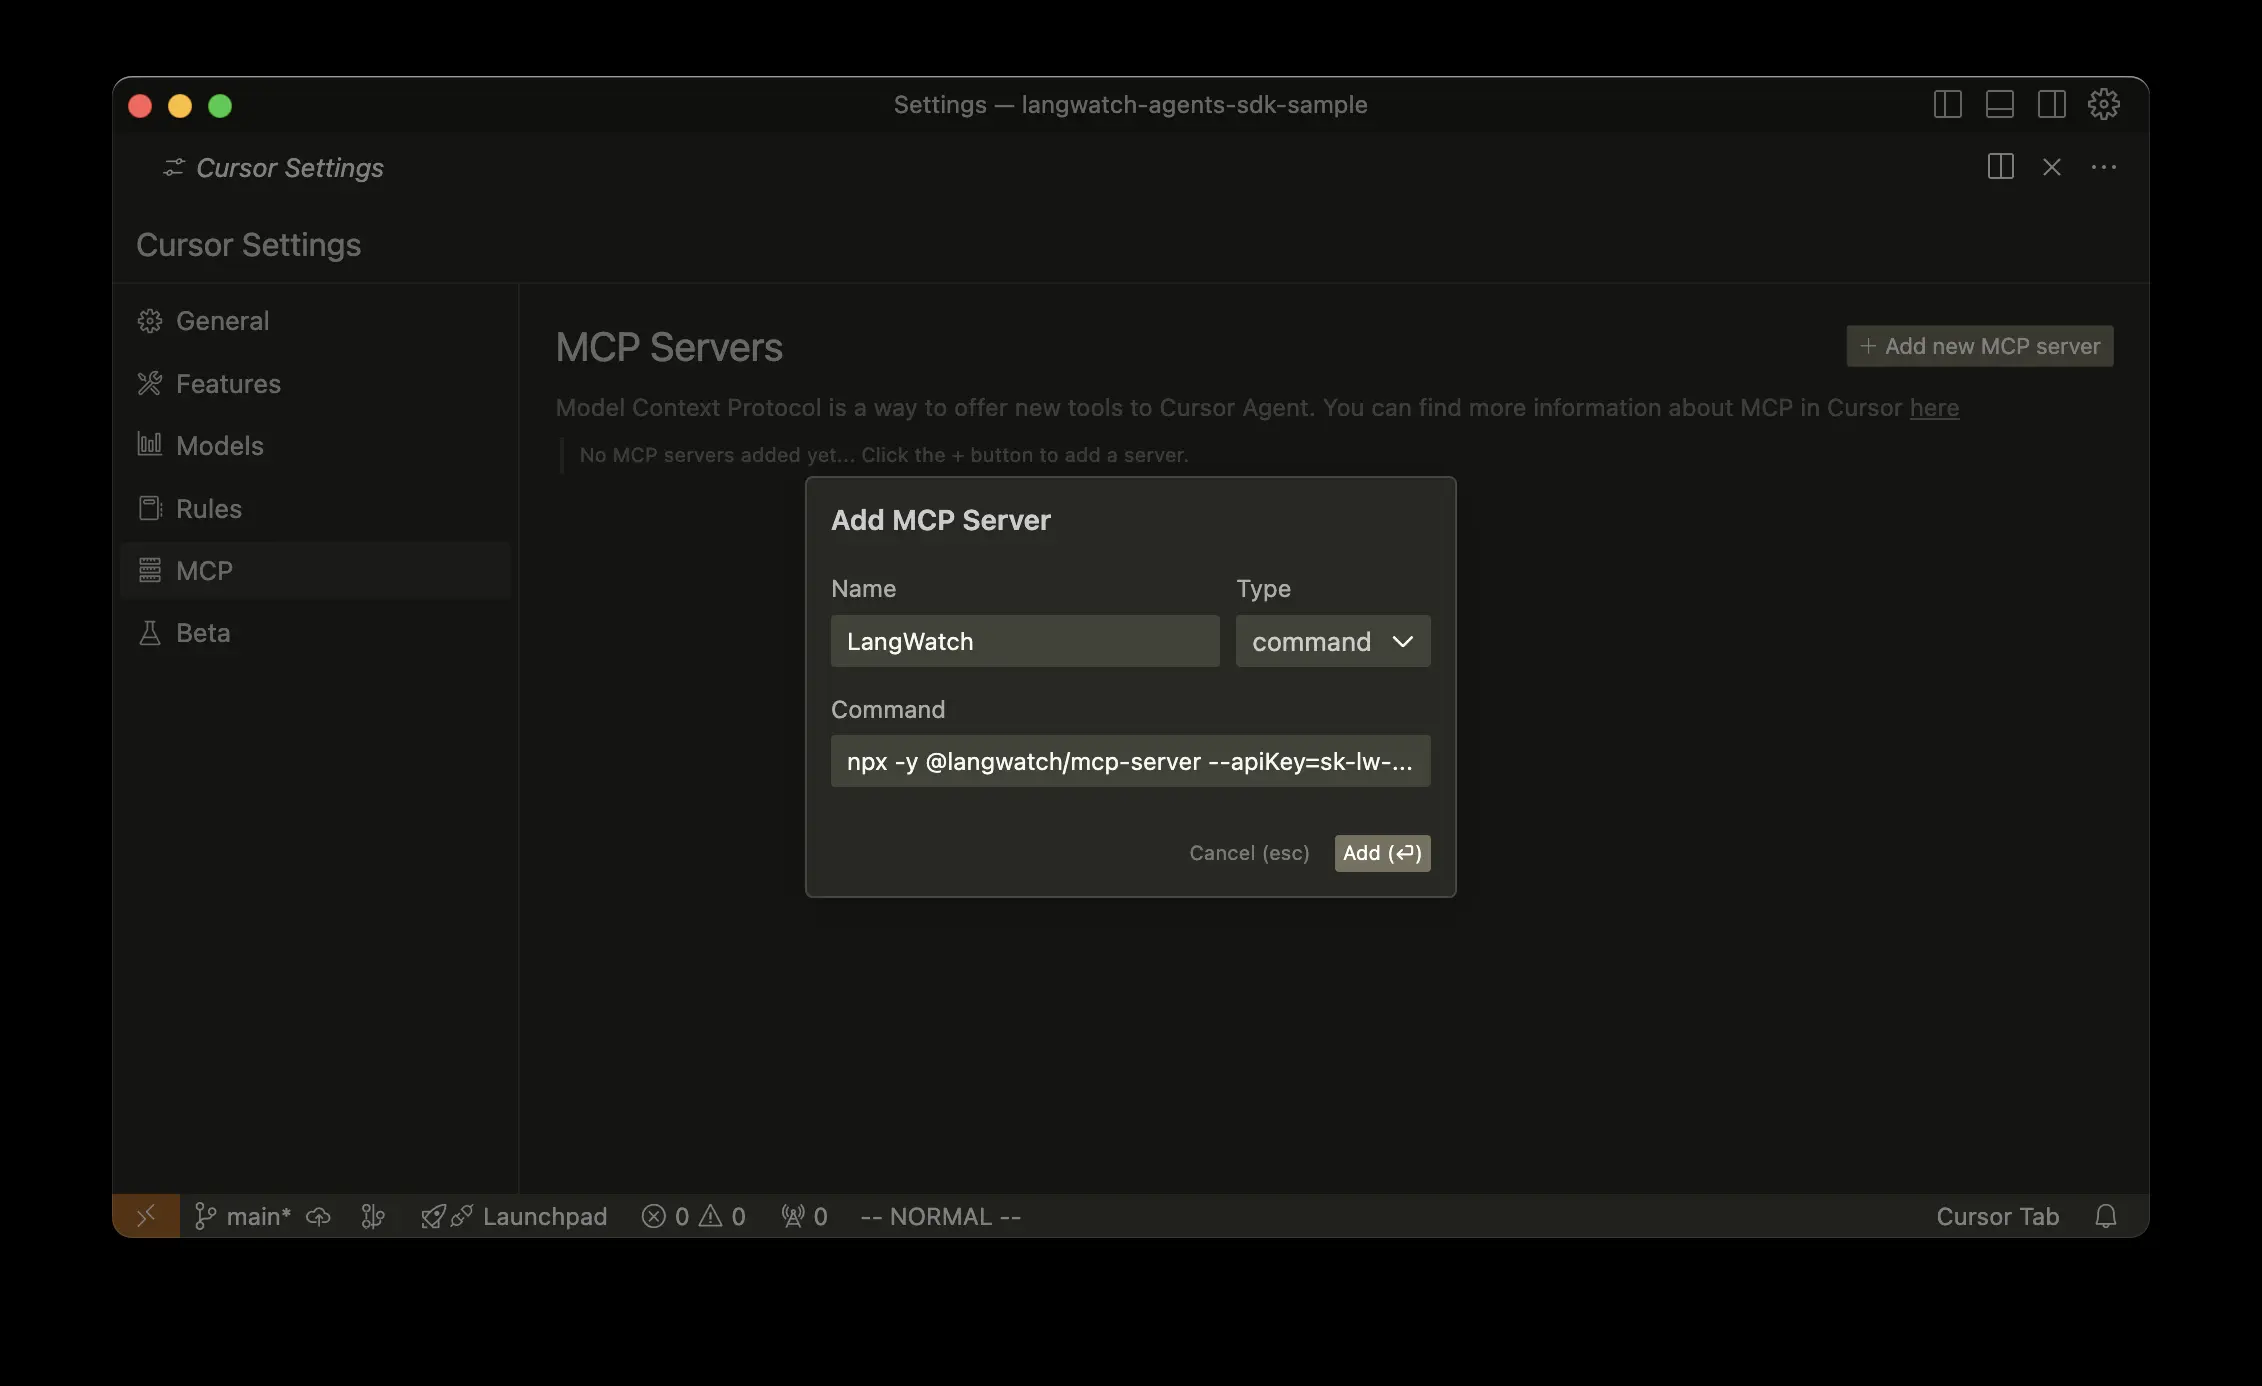 Settings — langwatch-agents-sdk-sample
Cursor Settings
Cursor Settings
General
Features
Models
Rules
MCP
Beta
MCP Servers
+ Add new MCP server
Model Context Protocol is a way to offer new tools to Cursor Agent. You can find more information about MCP in Cursor here
No MCP servers added yet... Click the + button to add a server.
Add MCP Server
Name
Type
LangWatch
command
Command
npx -y @langwatch/mcp-server --apiKey=sk-lw-...
Cancel (esc)
Add (⏎)
main* Launchpad 0 0 0 -- NORMAL -- Cursor Tab